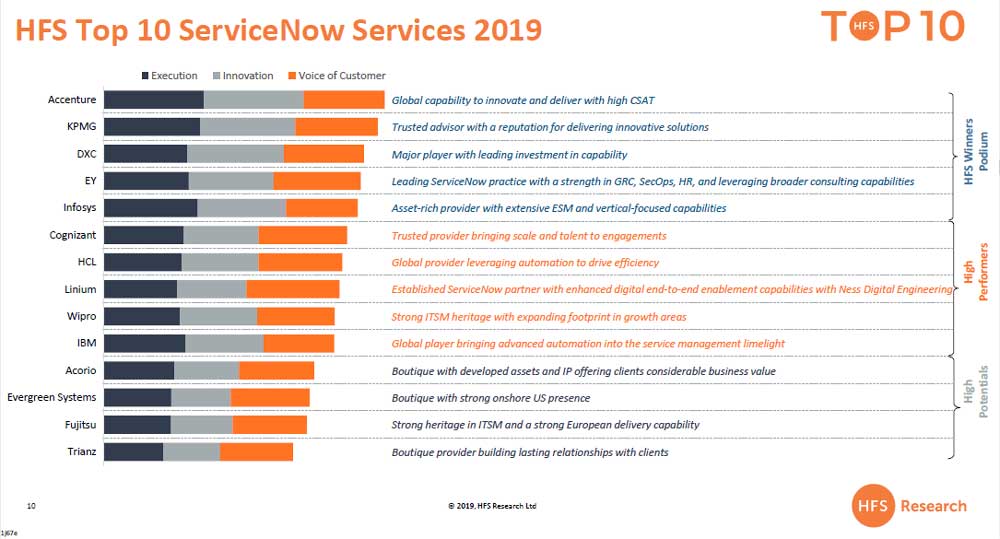 HFS Top 10 ServiceNow Services 2019
TOP 10
HFS
Execution Innovation Voice of Customer
Accenture Global capability to innovate and deliver with high CSAT
KPMG Trusted advisor with a reputation for delivering innovative solutions
DXC Major player with leading investment in capability
EY Leading ServiceNow practice with a strength in GRC, SecOps, HR, and leveraging broader consulting capabilities
Infosys Asset-rich provider with extensive ESM and vertical-focused capabilities
HFS Winners
Podium
Cognizant Trusted provider bringing scale and talent to engagements
HCL Global provider leveraging automation to drive efficiency
Linium Established ServiceNow partner with enhanced digital end-to-end enablement capabilities with Ness Digital Engineering
Wipro Strong ITSM heritage with expanding footprint in growth areas
IBM Global player bringing advanced automation into the service management limelight
High
Performers
Acorio Boutique with developed assets and IP offering clients considerable business value
Evergreen Systems Boutique with strong onshore US presence
Fujitsu Strong heritage in ITSM and a strong European delivery capability
Trianz Boutique provider building lasting relationships with clients
High
Potentials
10
© 2019, HFS Research Ltd
HFS Research
1j67e